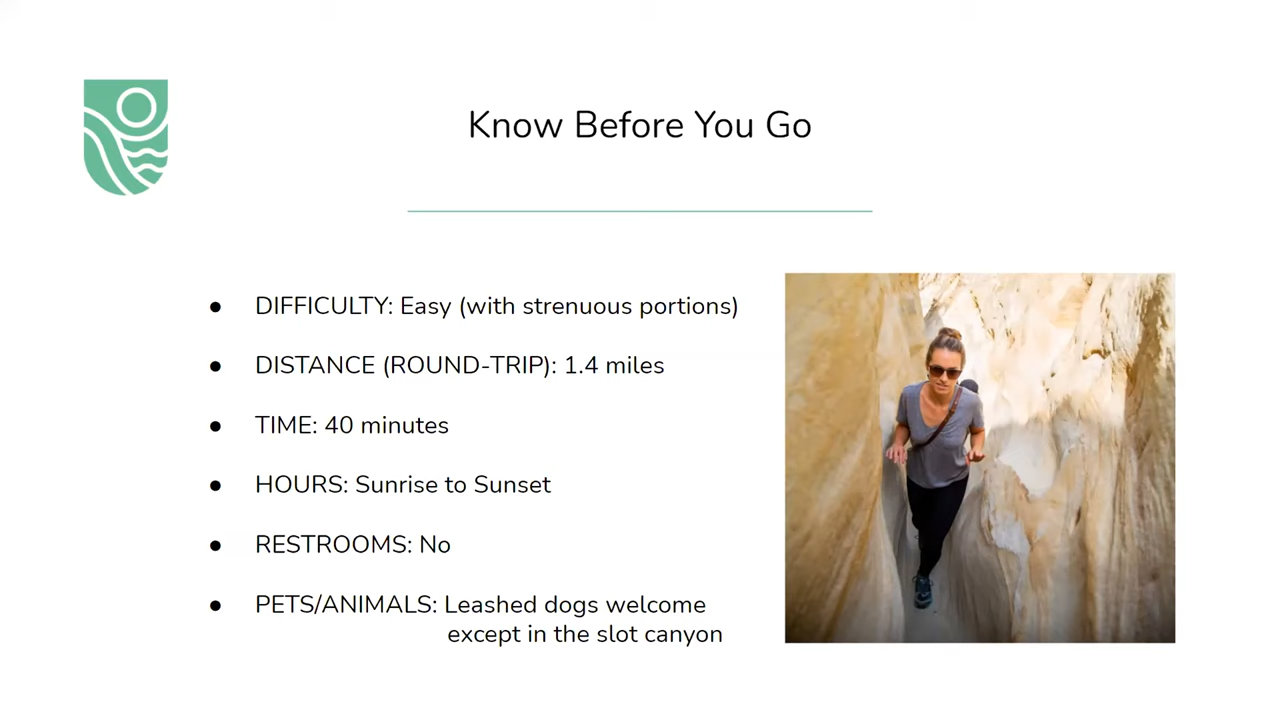 Know Before You Go
● DIFFICULTY: Easy (with strenuous portions)
● DISTANCE (ROUND-TRIP): 1.4 miles
● TIME: 40 minutes
● HOURS: Sunrise to Sunset
● RESTROOMS: No
● PETS/ANIMALS: Leashed dogs welcome
except in the slot canyon